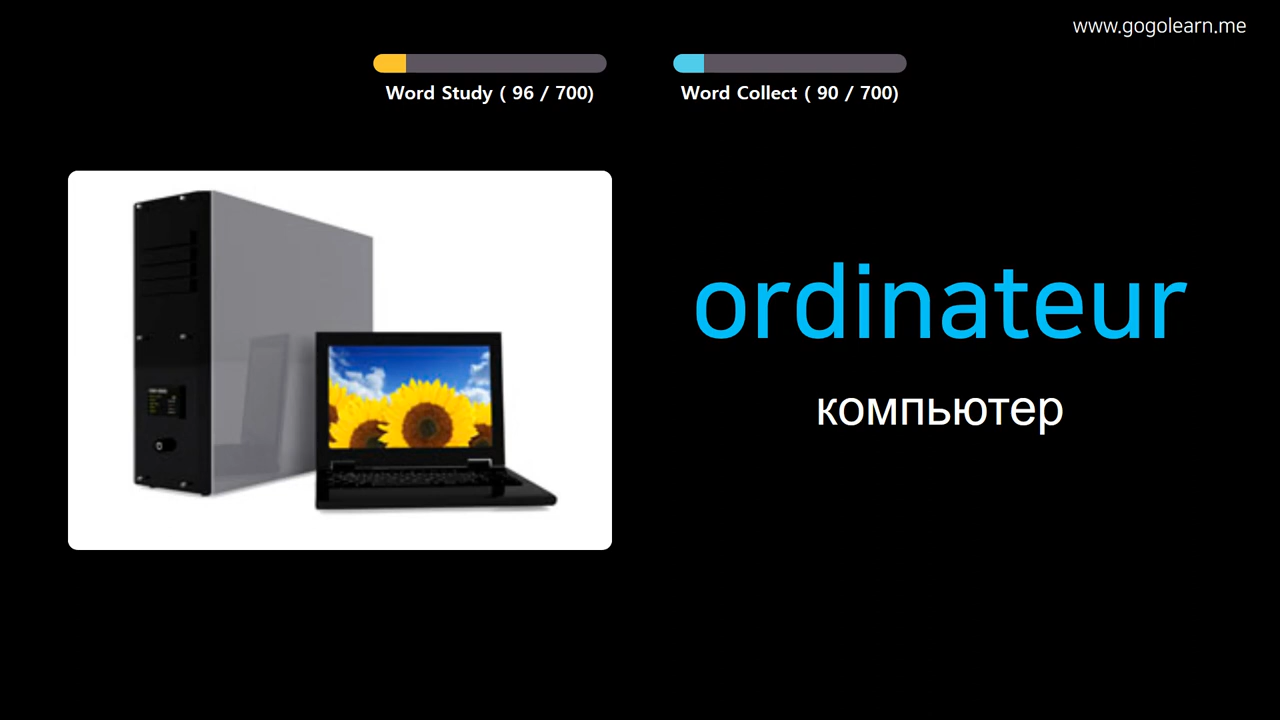 www.gogolearn.me
Word Study ( 96 / 700)
Word Collect ( 90 / 700)
ordinateur
компьютер